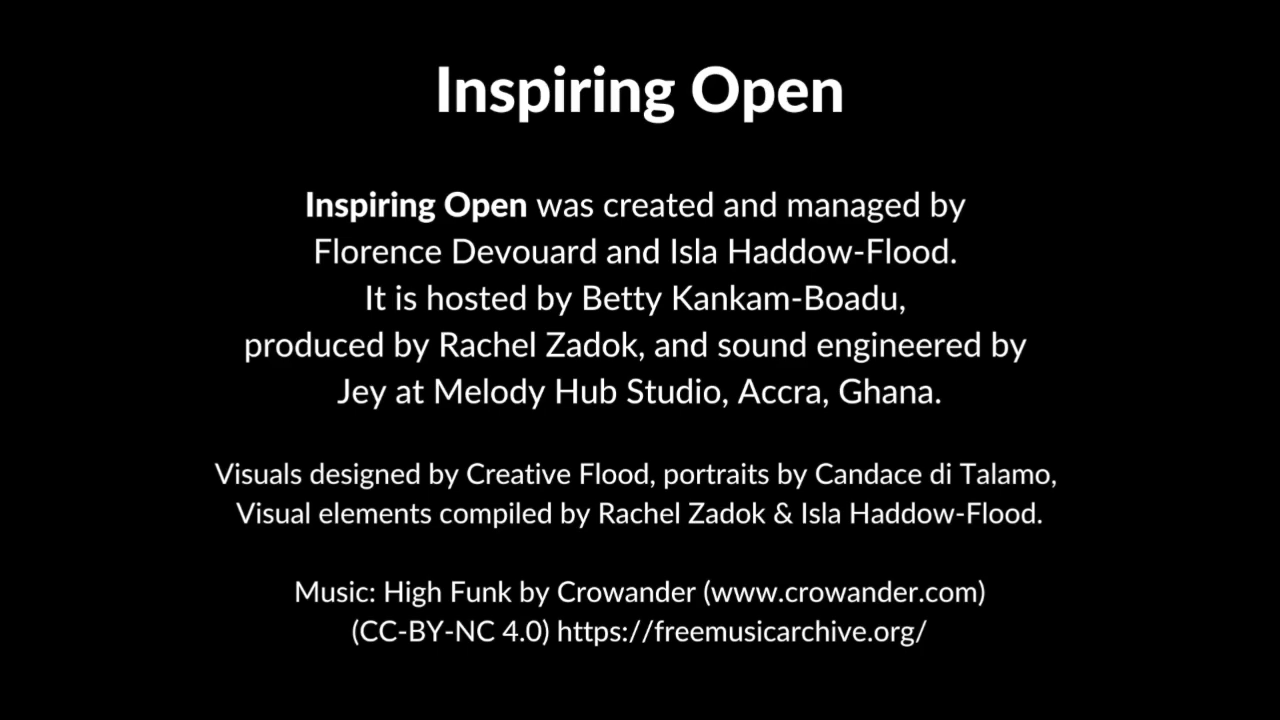 Inspiring Open
Inspiring Open was created and managed by
Florence Devouard and Isla Haddow-Flood.
It is hosted by Betty Kankam-Boadu,
produced by Rachel Zadok, and sound engineered by
Jey at Melody Hub Studio, Accra, Ghana.
Visuals designed by Creative Flood, portraits by Candace di Talamo,
Visual elements compiled by Rachel Zadok & Isla Haddow-Flood.
Music: High Funk by Crowander (www.crowander.com)
(CC-BY-NC 4.0) https://freemusicarchive.org/